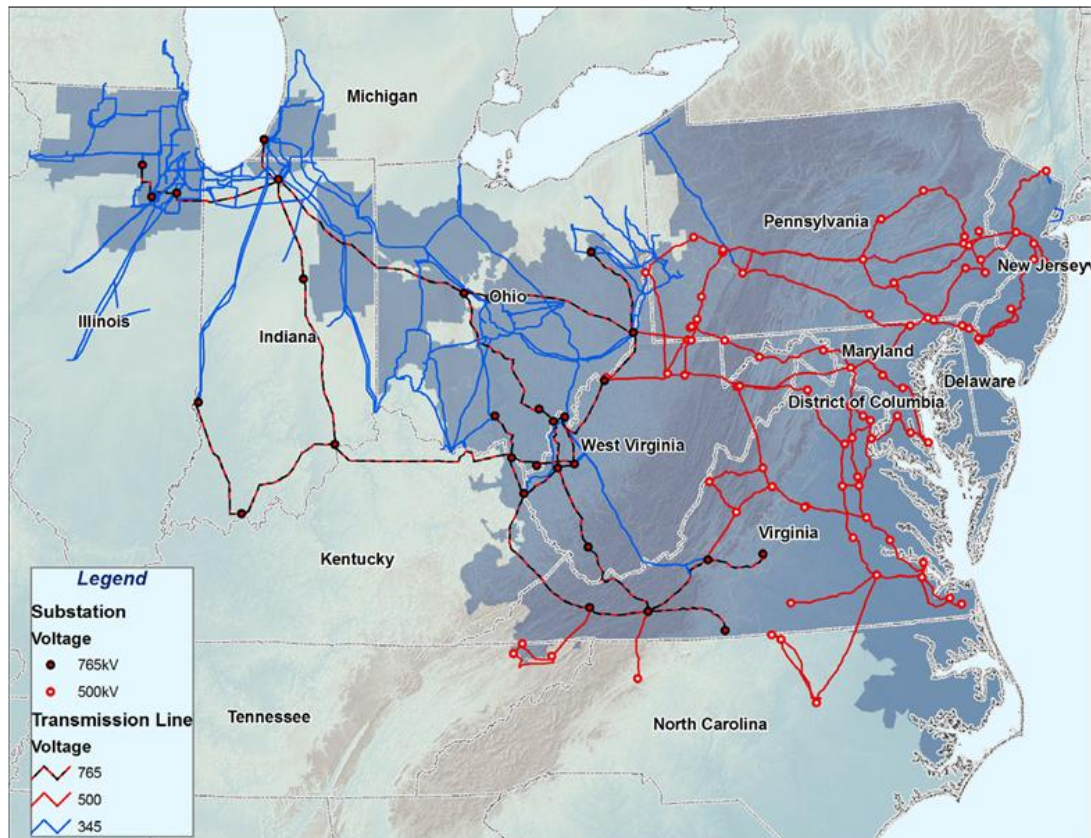 Michigan
Pennsylvania
New Jersey
Ohio
Illinois
Indiana
Maryland
Delaware
District of Columbia
West Virginia
Virginia
Kentucky
Tennessee
North Carolina
Legend
Substation
Voltage
765kV
500kV
Transmission Line
Voltage
765
500
345